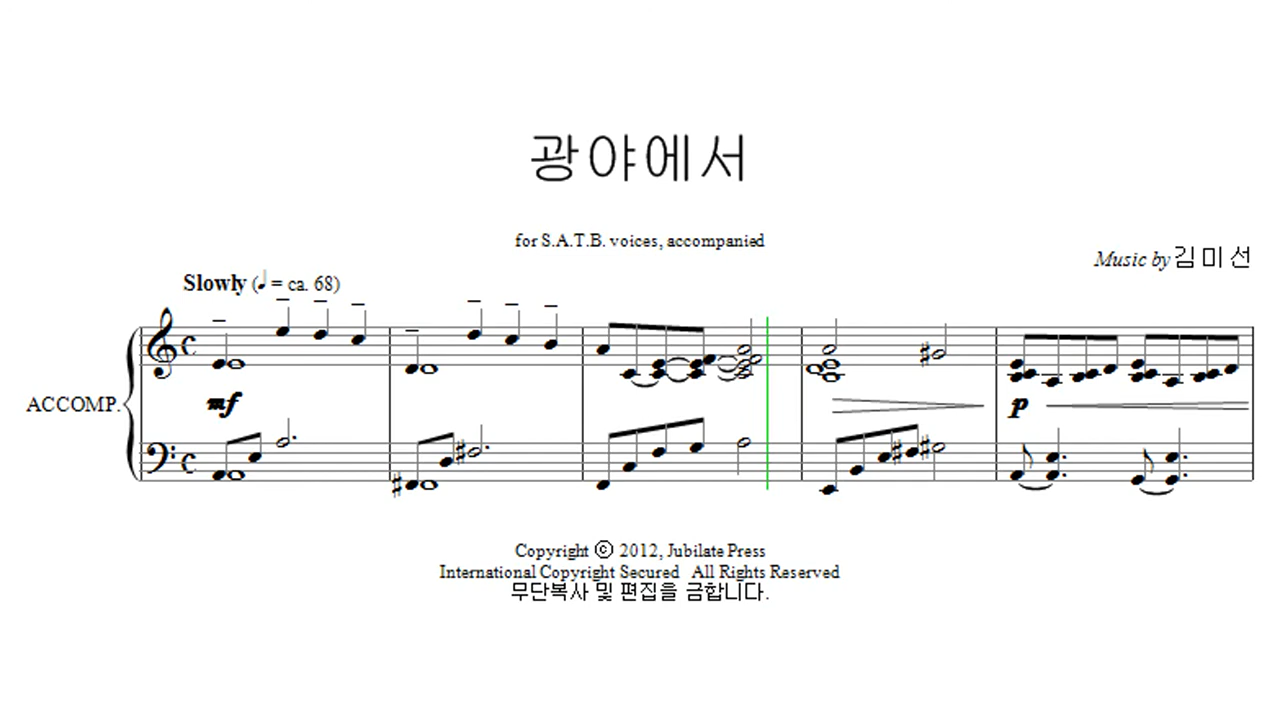 광야에서
for S.A.T.B. voices, accompanied
Music by 김미선
Slowly (♩ = ca. 68)
ACCOMP.
mf
p
Copyright © 2012, Jubilate Press
International Copyright Secured All Rights Reserved
무단복사 및 편집을 금합니다.